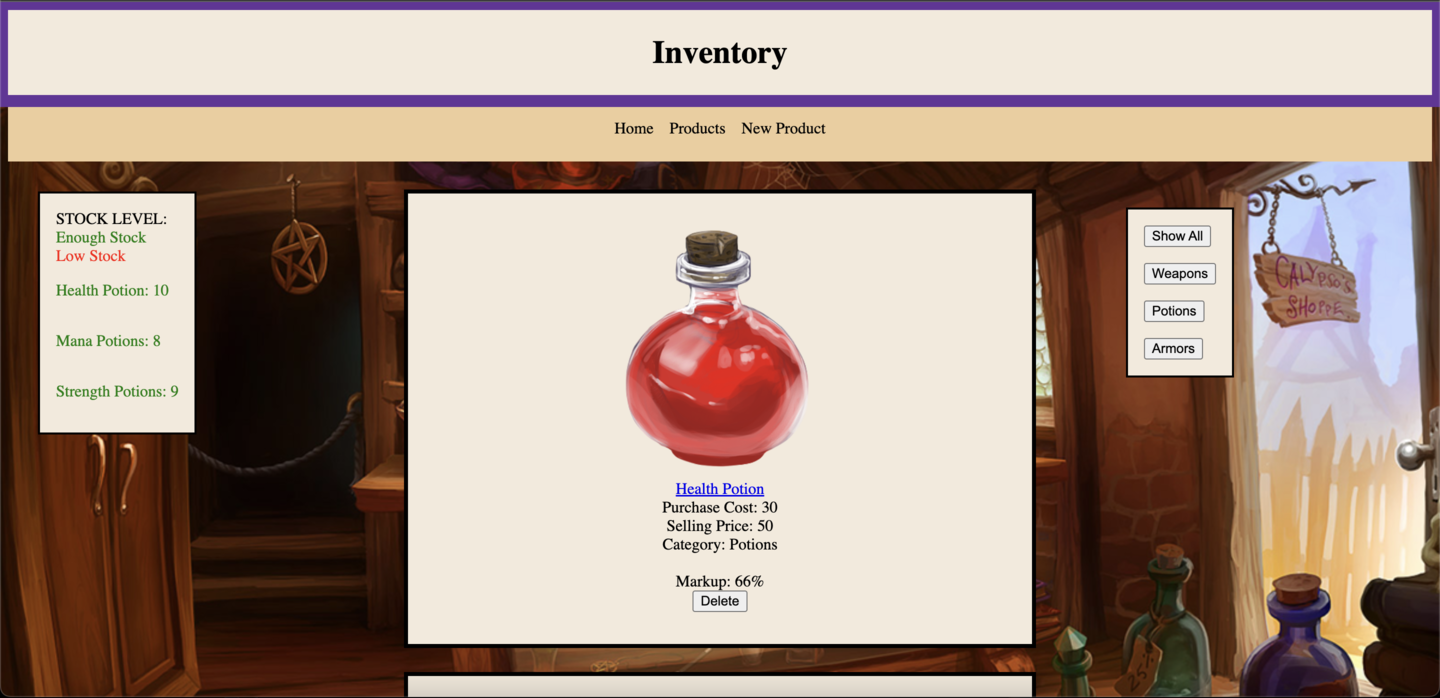 Inventory
Home Products New Product
STOCK LEVEL:
Enough Stock
Low Stock
Health Potion: 10
Mana Potions: 8
Strength Potions: 9
Health Potion
Purchase Cost: 30
Selling Price: 50
Category: Potions
Markup: 66%
Delete
Show All
Weapons
Potions
Armors
CALYPSO'S
SHOPPE